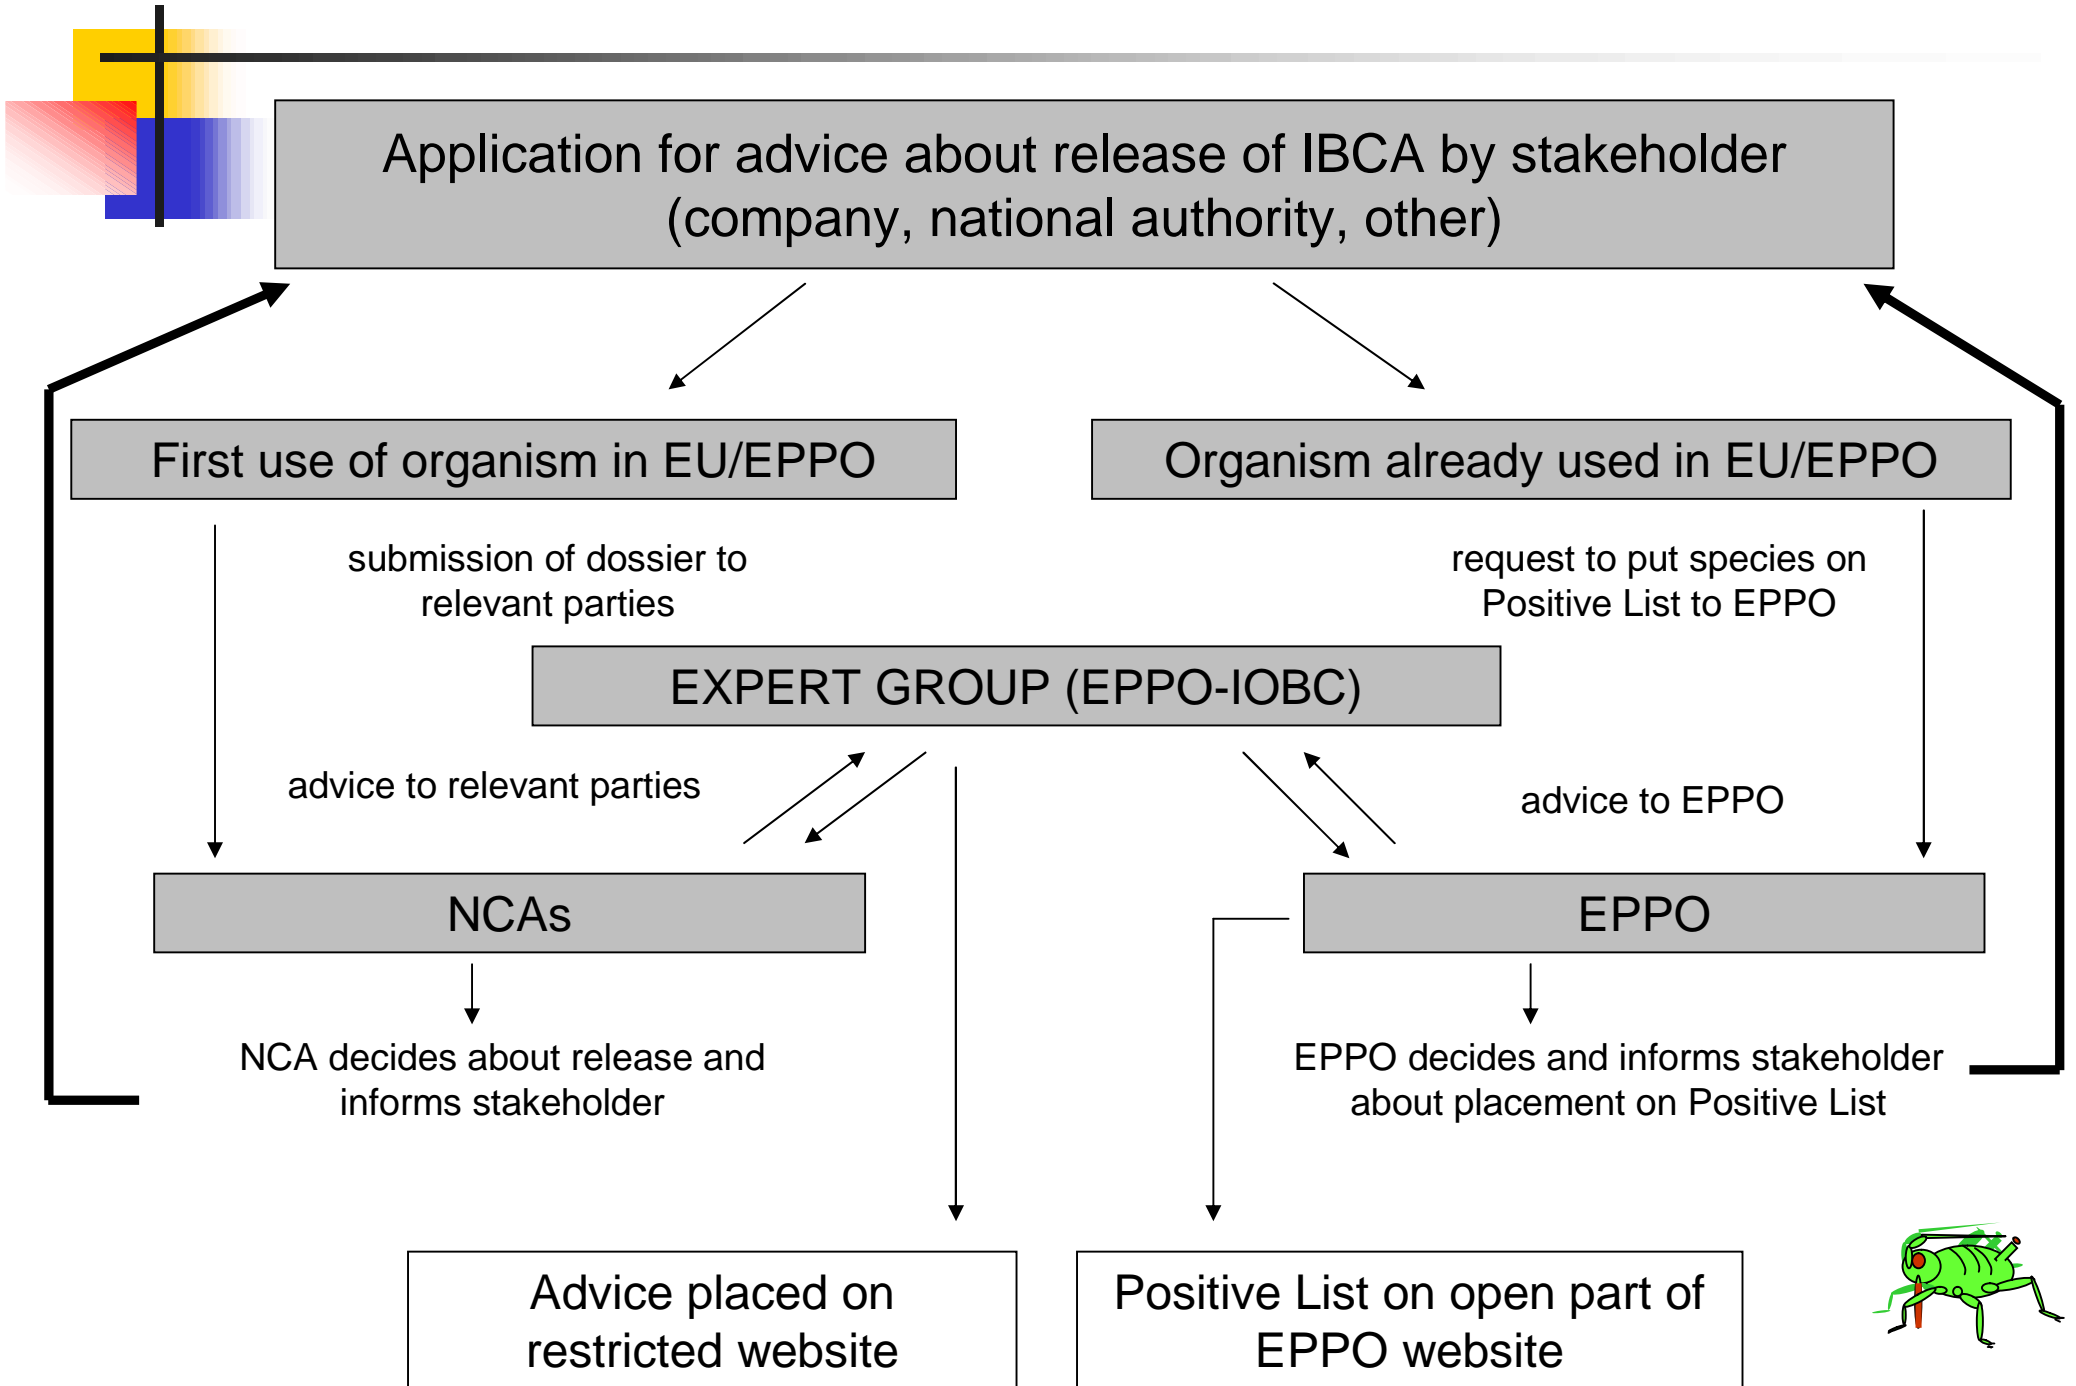 Application for advice about release of IBCA by stakeholder
(company, national authority, other)
First use of organism in EU/EPPO
Organism already used in EU/EPPO
submission of dossier to
relevant parties
request to put species on
Positive List to EPPO
EXPERT GROUP (EPPO-IOBC)
advice to relevant parties
advice to EPPO
NCAs
EPPO
NCA decides about release and
informs stakeholder
EPPO decides and informs stakeholder
about placement on Positive List
Advice placed on
restricted website
Positive List on open part of
EPPO website